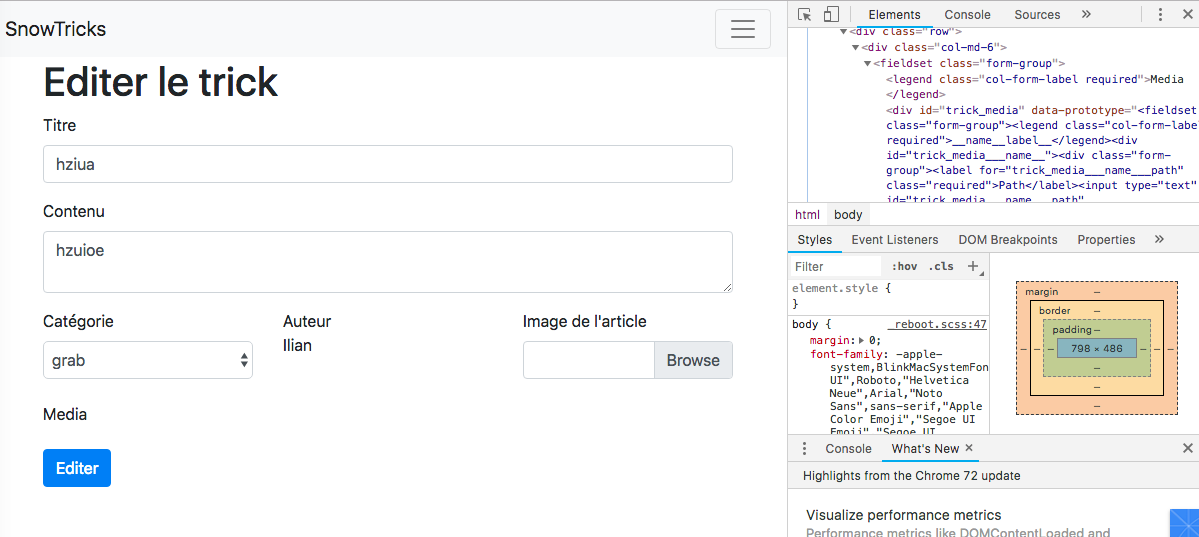 SnowTricks
Editer le trick
Titre
hziua
Contenu
hzuioe
Catégorie
Auteur
Image de l'article
grab
Ilian
Browse
Media
Editer
Elements
Console
Sources
»
<div class="row">
<div class="col-md-6">
<fieldset class="form-group">
<legend class="col-form-label required">Media
</legend>
<div id="trick_media" data-prototype="<fieldset
class="form-group"><legend class="col-form-labe
required">__name__label__</legend><div
id="trick_media___name__"><div class="form-
group"><label for="trick_media___name___path"
class="required">Path</label><input type="text"
id="trick_media___name___path"
html body
Styles
Event Listeners
DOM Breakpoints
Properties
»
Filter
:hov .cls +
element.style {
}
body {
_reboot.scss:47
margin: 0;
font-family: -apple-
system,BlinkMacSystemFon
UI",Roboto,"Helvetica
Neue",Arial,"Noto
Sans",sans-serif,"Apple
Color Emoji","Segoe UI
Emoji","Segoe UI
margin –
border –
padding –
– – – 798 × 486 – – –
–
–
–
Console
What's New ×
Highlights from the Chrome 72 update
Visualize performance metrics
Performance metrics like DOMContentLoaded and